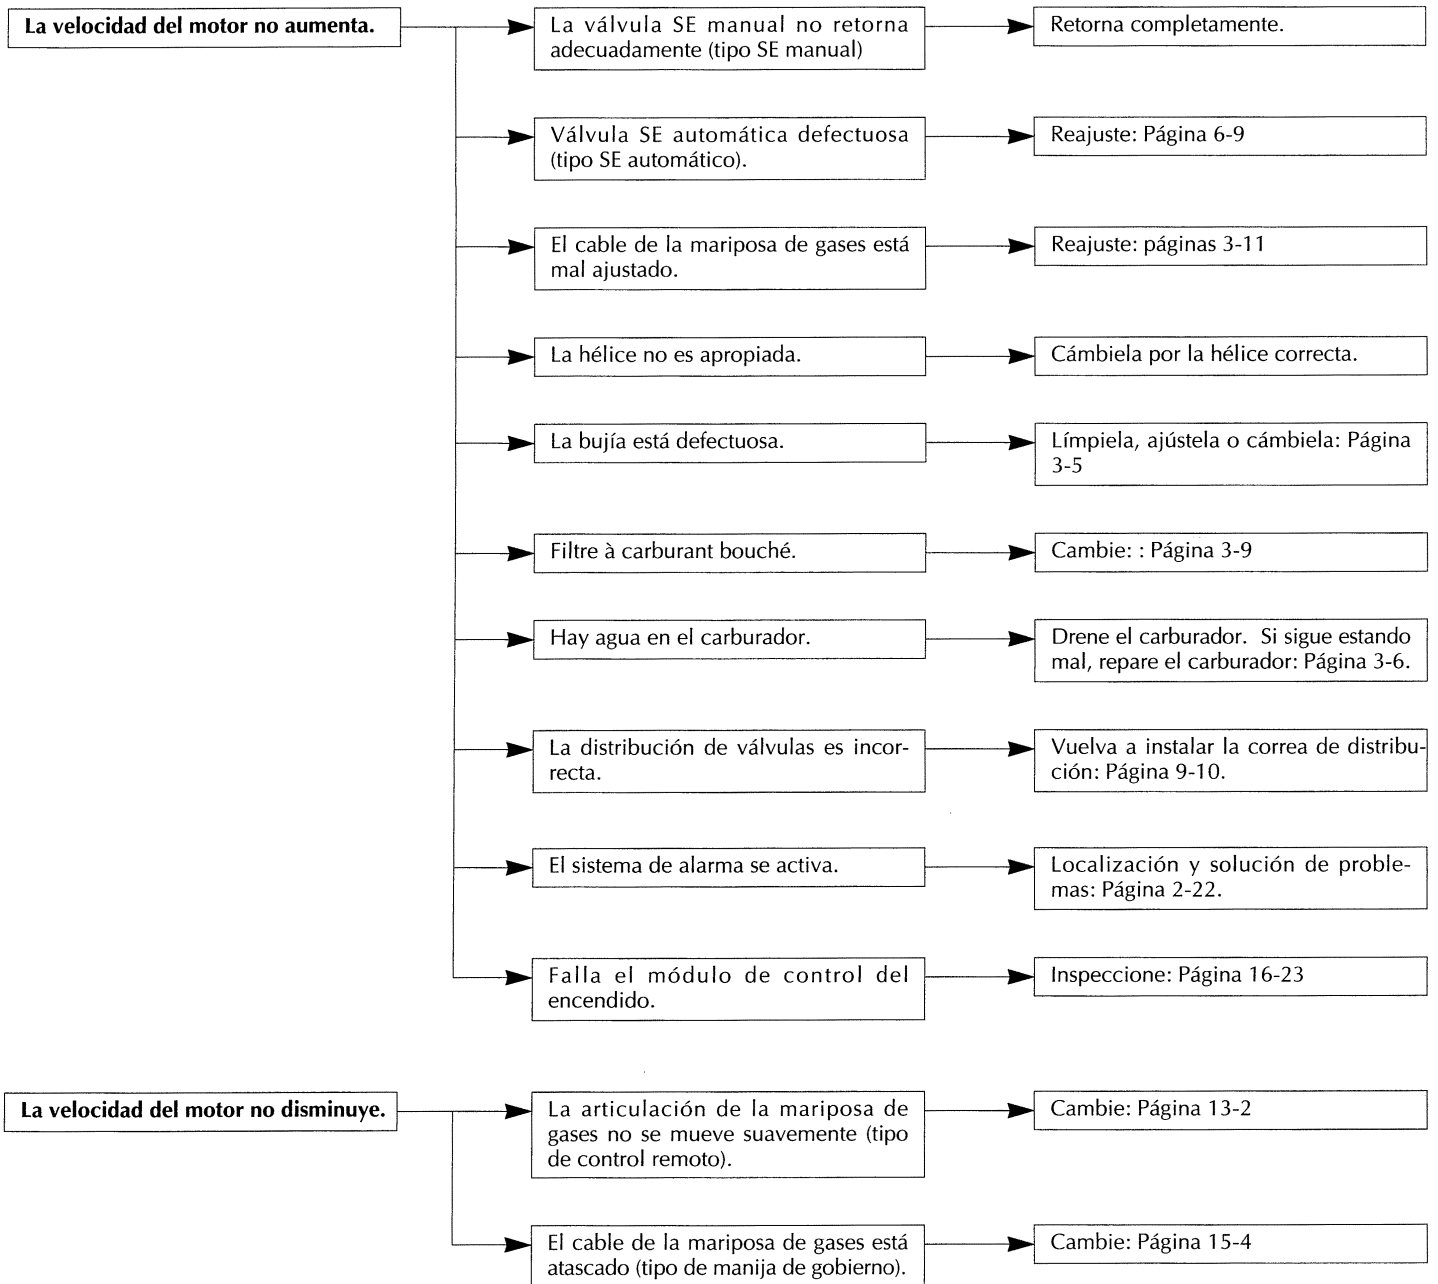 La velocidad del motor no aumenta.
La válvula SE manual no retorna
adecuadamente (tipo SE manual)
Retorna completamente.
Válvula SE automática defectuosa
(tipo SE automático).
Reajuste: Página 6-9
El cable de la mariposa de gases está
mal ajustado.
Reajuste: páginas 3-11
La hélice no es apropiada.
Cámbiela por la hélice correcta.
La bujía está defectuosa.
Límpiela, ajústela o cámbiela: Página
3-5
Filtre à carburant bouché.
Cambie: : Página 3-9
Hay agua en el carburador.
Drene el carburador. Si sigue estando
mal, repare el carburador: Página 3-6.
La distribución de válvulas es incor-
recta.
Vuelva a instalar la correa de distribu-
ción: Página 9-10.
El sistema de alarma se activa.
Localización y solución de proble-
mas: Página 2-22.
Falla el módulo de control del
encendido.
Inspeccione: Página 16-23
La velocidad del motor no disminuye.
La articulación de la mariposa de
gases no se mueve suavemente (tipo
de control remoto).
Cambie: Página 13-2
El cable de la mariposa de gases está
atascado (tipo de manija de gobierno).
Cambie: Página 15-4